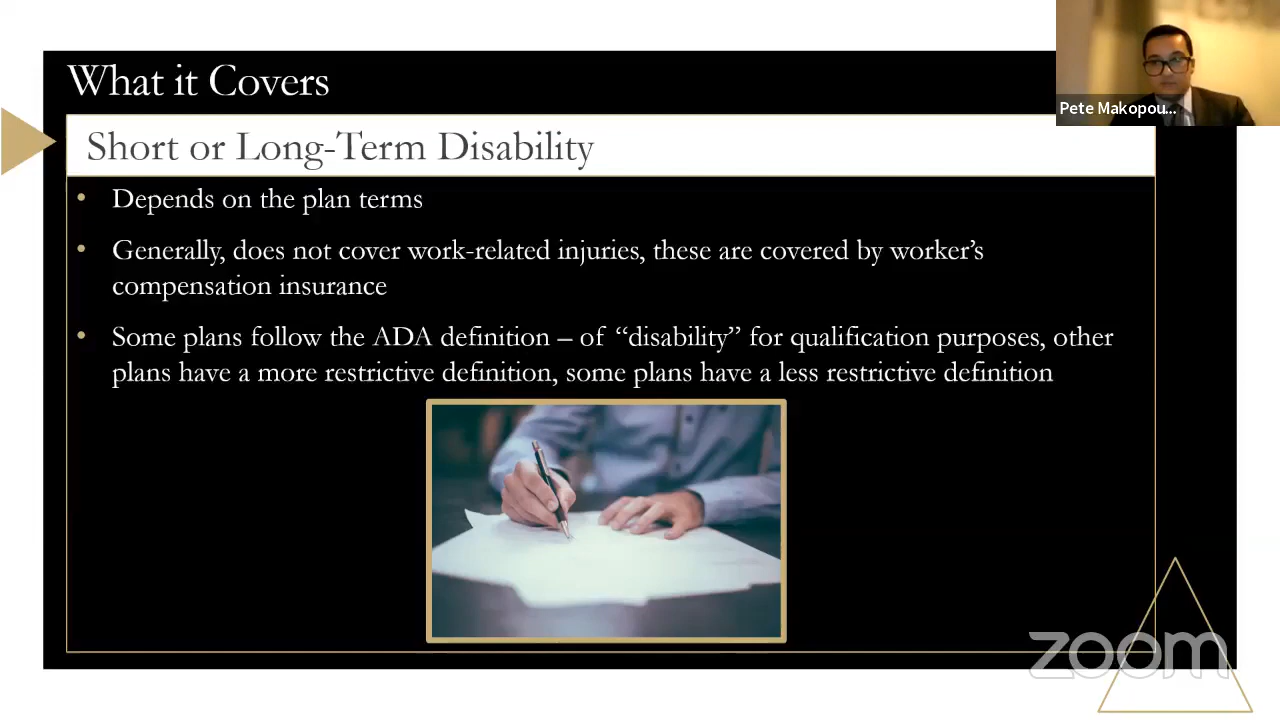 What it Covers
Pete Makopou...
Short or Long-Term Disability
• Depends on the plan terms
• Generally, does not cover work-related injuries, these are covered by worker's
compensation insurance
• Some plans follow the ADA definition – of “disability” for qualification purposes, other
plans have a more restrictive definition, some plans have a less restrictive definition
zoom